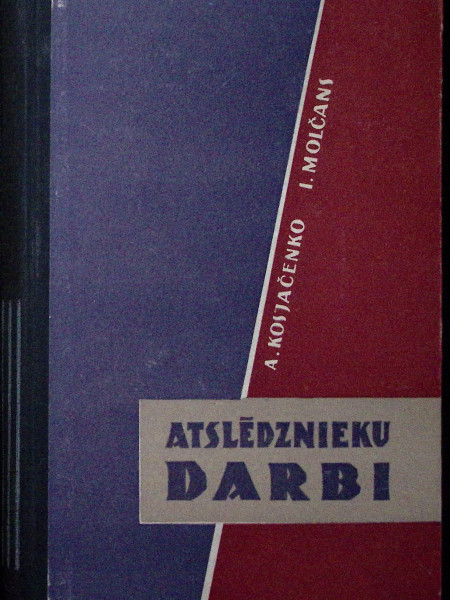 A. KOSJAČENKO I. MOLČANS
ATSLĒDZNIEKU
DARBI